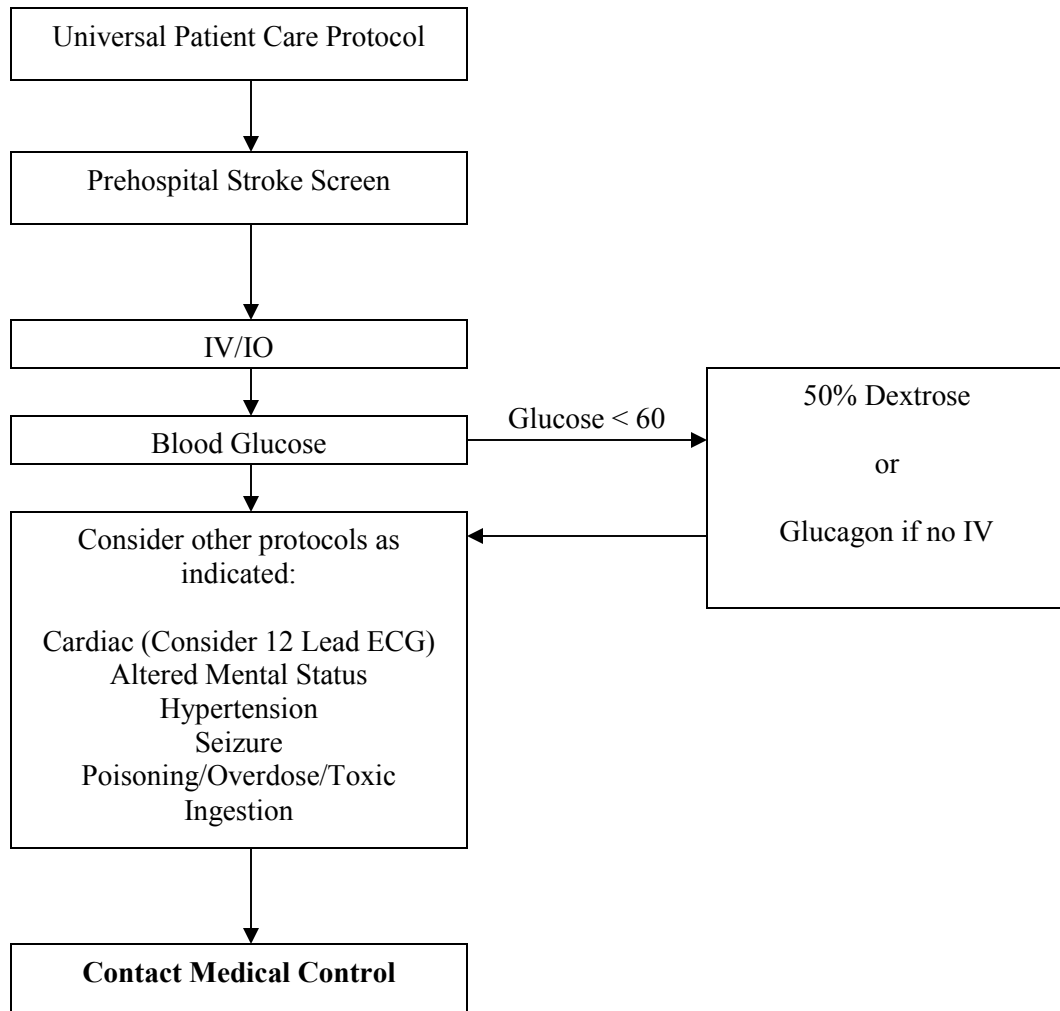 Universal Patient Care Protocol
Prehospital Stroke Screen
IV/IO
Blood Glucose
Glucose < 60
50% Dextrose
or
Glucagon if no IV
Consider other protocols as
indicated:
Cardiac (Consider 12 Lead ECG)
Altered Mental Status
Hypertension
Seizure
Poisoning/Overdose/Toxic
Ingestion
Contact Medical Control